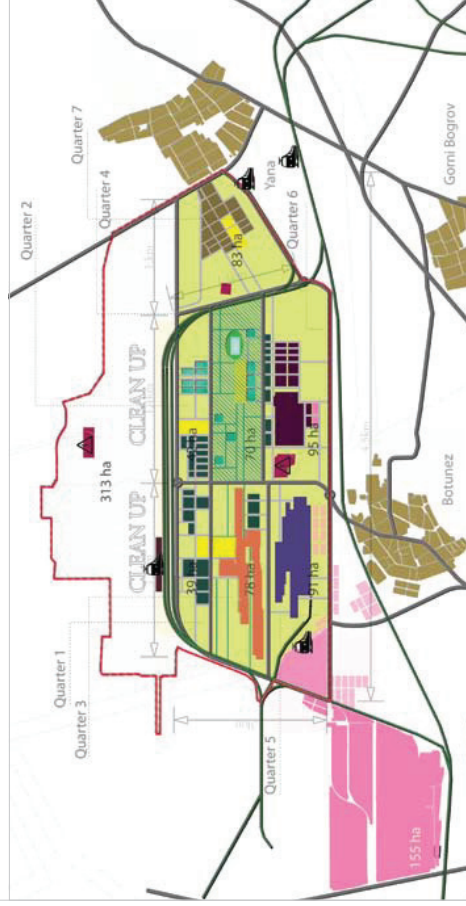 Quarter 1
Quarter 3
Quarter 5
Quarter 2
Quarter 4
Quarter 7
Quarter 6
CLEAN UP
CLEAN UP
313 ha
39 ha
78 ha
91 ha
70 ha
95 ha
83 ha
155 ha
Yana
Botunez
Gorni Bogrov